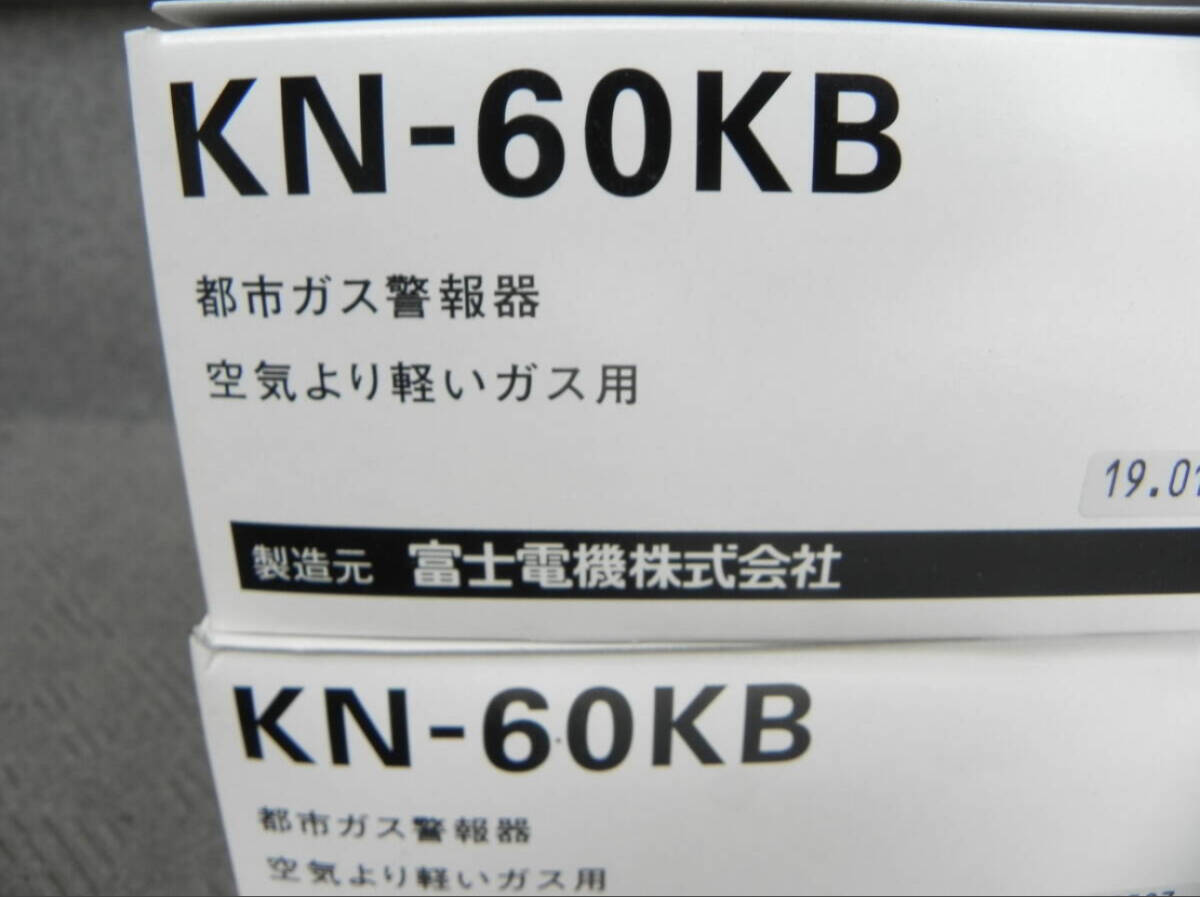 KN-60KB
都市ガス警報器
空気より軽いガス用
19.01
製造元 富士電機株式会社
KN-60KB
都市ガス警報器
空気より軽いガス用